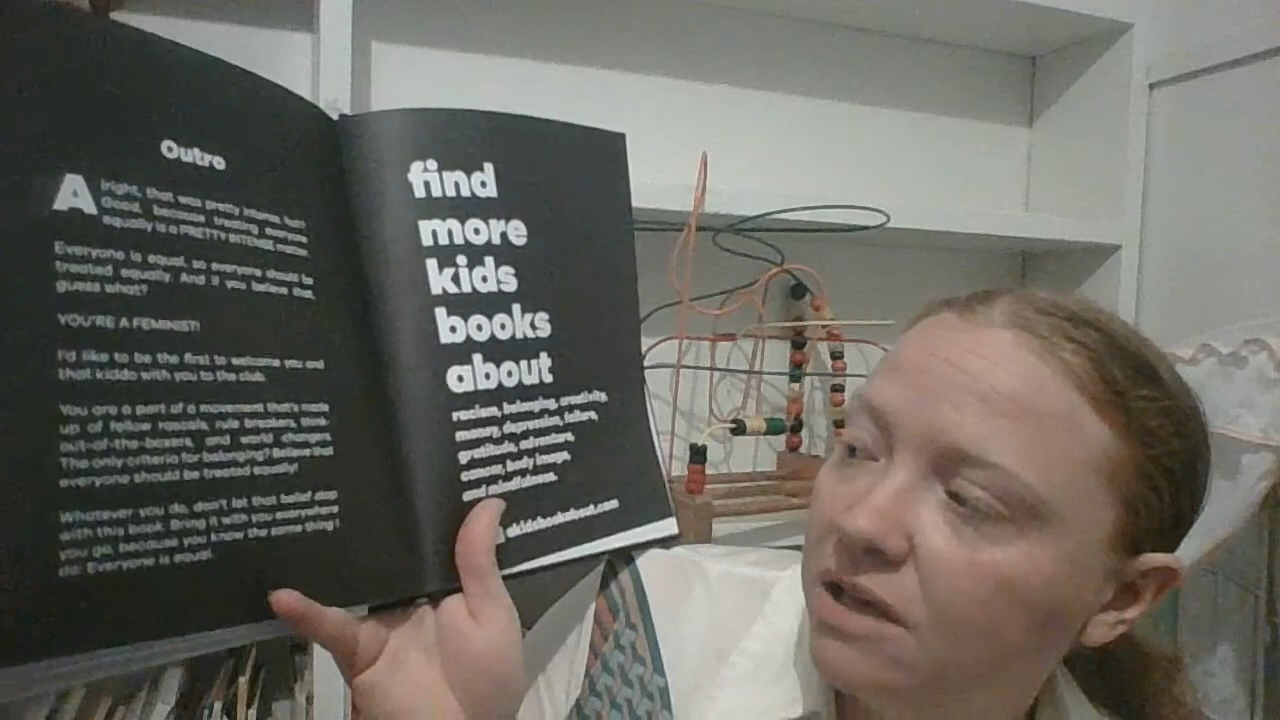 Outro
Alright, that was pretty intense, huh?
Good, because treating everyone
equally is a PRETTY INTENSE matter.
Everyone is equal, so everyone should be
treated equally. And if you believe that,
guess what?
YOU'RE A FEMINIST!
I'd like to be the first to welcome you and
that kiddo with you to the club.
You are a part of a movement that's made
up of fellow rascals, rule breakers, think
out-of-the-boxers, and world changers.
The only criteria for belonging? Believe that
everyone should be treated equally!
Whatever you do, don't let that belief stop
with this book. Bring it with you everywhere
you go, because you know the same thing I
do: Everyone is equal.
find
more
kids
books
about
racism, belonging, creativity,
money, depression, failure,
gratitude, adventure,
cancer, body image,
and mindfulness.
akidsbookabout.com